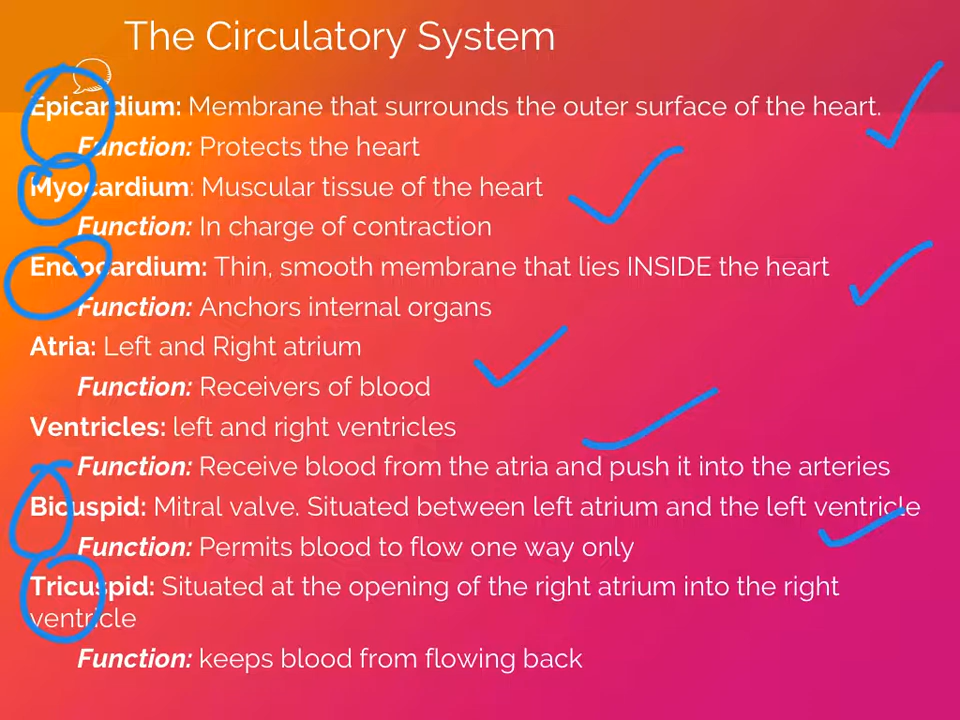 The Circulatory System
Epicardium: Membrane that surrounds the outer surface of the heart.
Function: Protects the heart
Myocardium: Muscular tissue of the heart
Function: In charge of contraction
Endocardium: Thin, smooth membrane that lies INSIDE the heart
Function: Anchors internal organs
Atria: Left and Right atrium
Function: Receivers of blood
Ventricles: left and right ventricles
Function: Receive blood from the atria and push it into the arteries
Bicuspid: Mitral valve. Situated between left atrium and the left ventricle
Function: Permits blood to flow one way only
Tricuspid: Situated at the opening of the right atrium into the right
ventricle
Function: keeps blood from flowing back